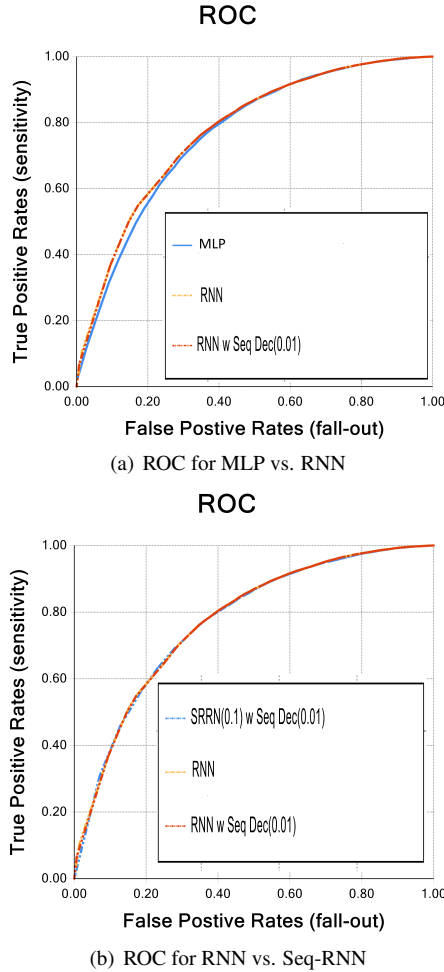 ROC
1.00
0.80
0.60
0.40
0.20
0.00
True Positive Rates (sensitivity)
MLP
RNN
RNN w Seq Dec(0.01)
0.00 0.20 0.40 0.60 0.80 1.00
False Postive Rates (fall-out)
(a) ROC for MLP vs. RNN
ROC
1.00
0.80
0.60
0.40
0.20
0.00
True Positive Rates (sensitivity)
SRRN(0.1) w Seq Dec(0.01)
RNN
RNN w Seq Dec(0.01)
0.00 0.20 0.40 0.60 0.80 1.00
False Postive Rates (fall-out)
(b) ROC for RNN vs. Seq-RNN